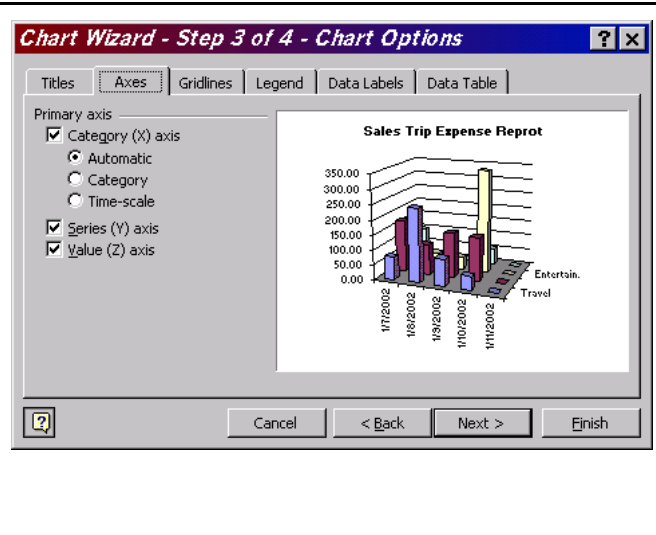 Chart Wizard - Step 3 of 4 - Chart Options
Titles Axes Gridlines Legend Data Labels Data Table
Primary axis
Category (X) axis
Automatic
Category
Time-scale
Series (Y) axis
Value (Z) axis
Sales Trip Expense Reprot
350.00
300.00
250.00
200.00
150.00
100.00
50.00
0.00
Entertain.
Travel
1/7/2002
1/8/2002
1/9/2002
1/10/2002
1/11/2002
Cancel < Back Next > Finish